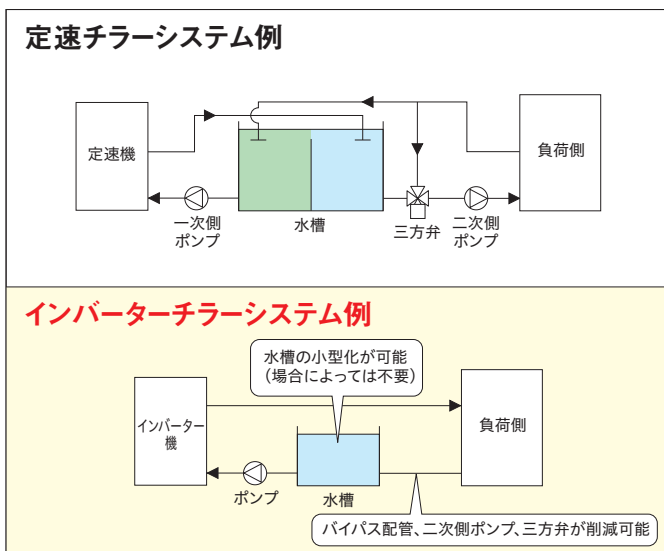 定速チラーシステム例
定速機
負荷側
一次側
ポンプ
水槽
三方弁
二次側
ポンプ
インバーターチラーシステム例
水槽の小型化が可能
（場合によっては不要）
インバーター
機
負荷側
ポンプ
水槽
バイパス配管、二次側ポンプ、三方弁が削減可能